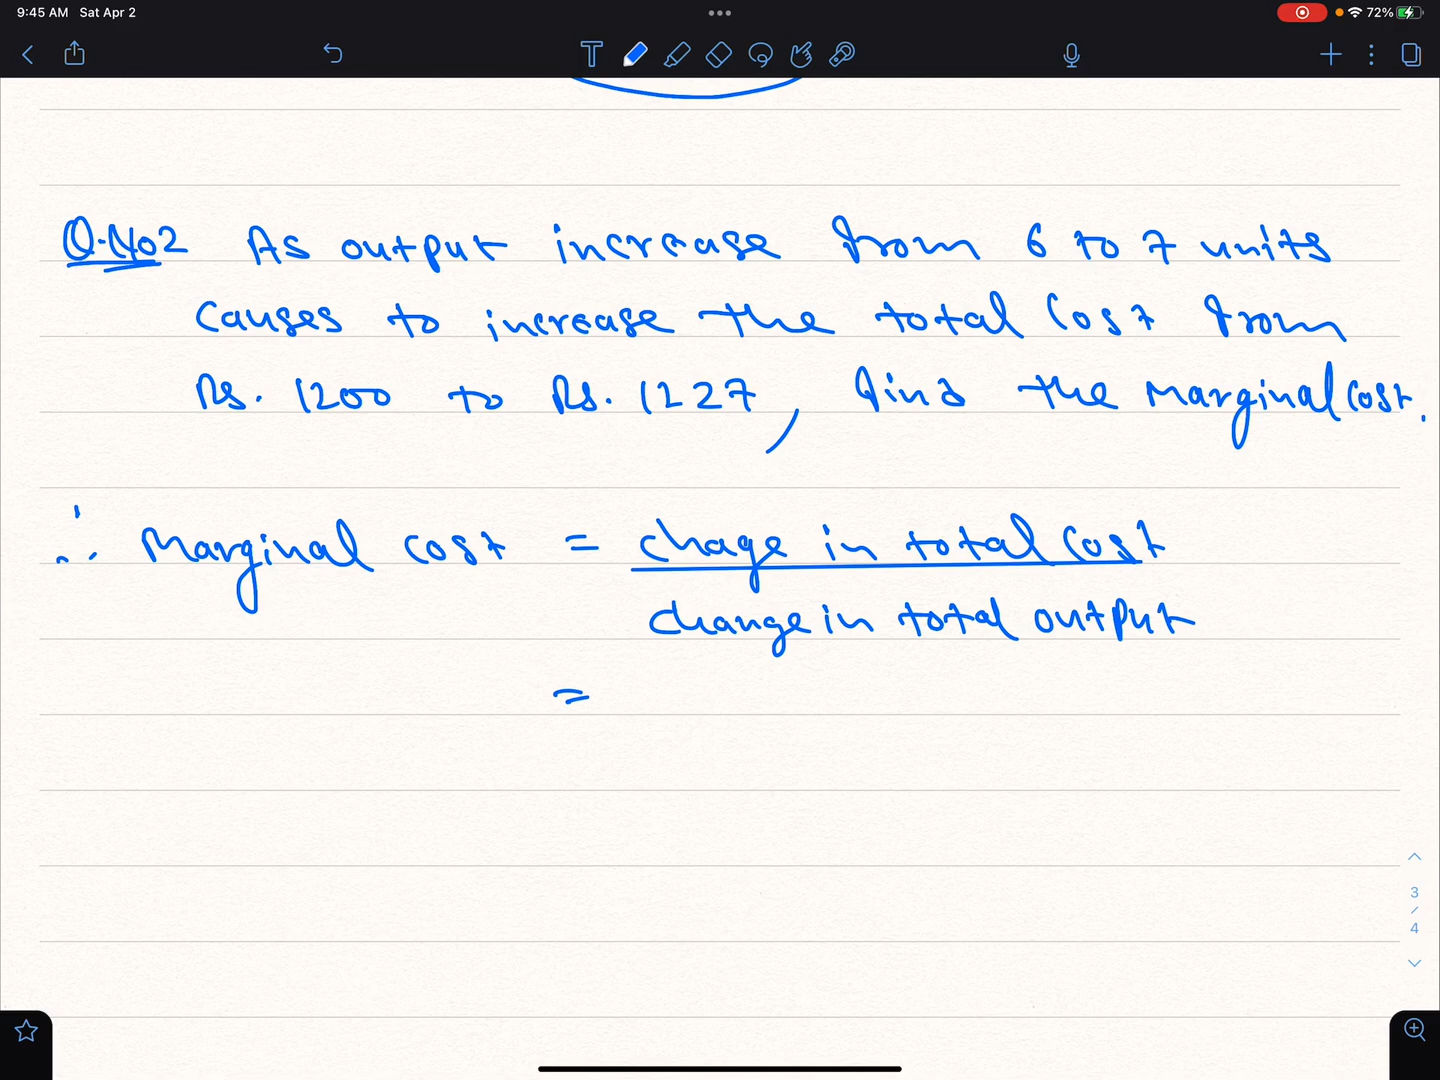 9:45 AM Sat Apr 2
72%
Q.No2 As output increase from 6 to 7 units
causes to increase the total cost from
Rs. 1200 to Rs. 1227, find the marginal cost.
∴ Marginal cost = chage in total cost
change in total output
=
3
/
4